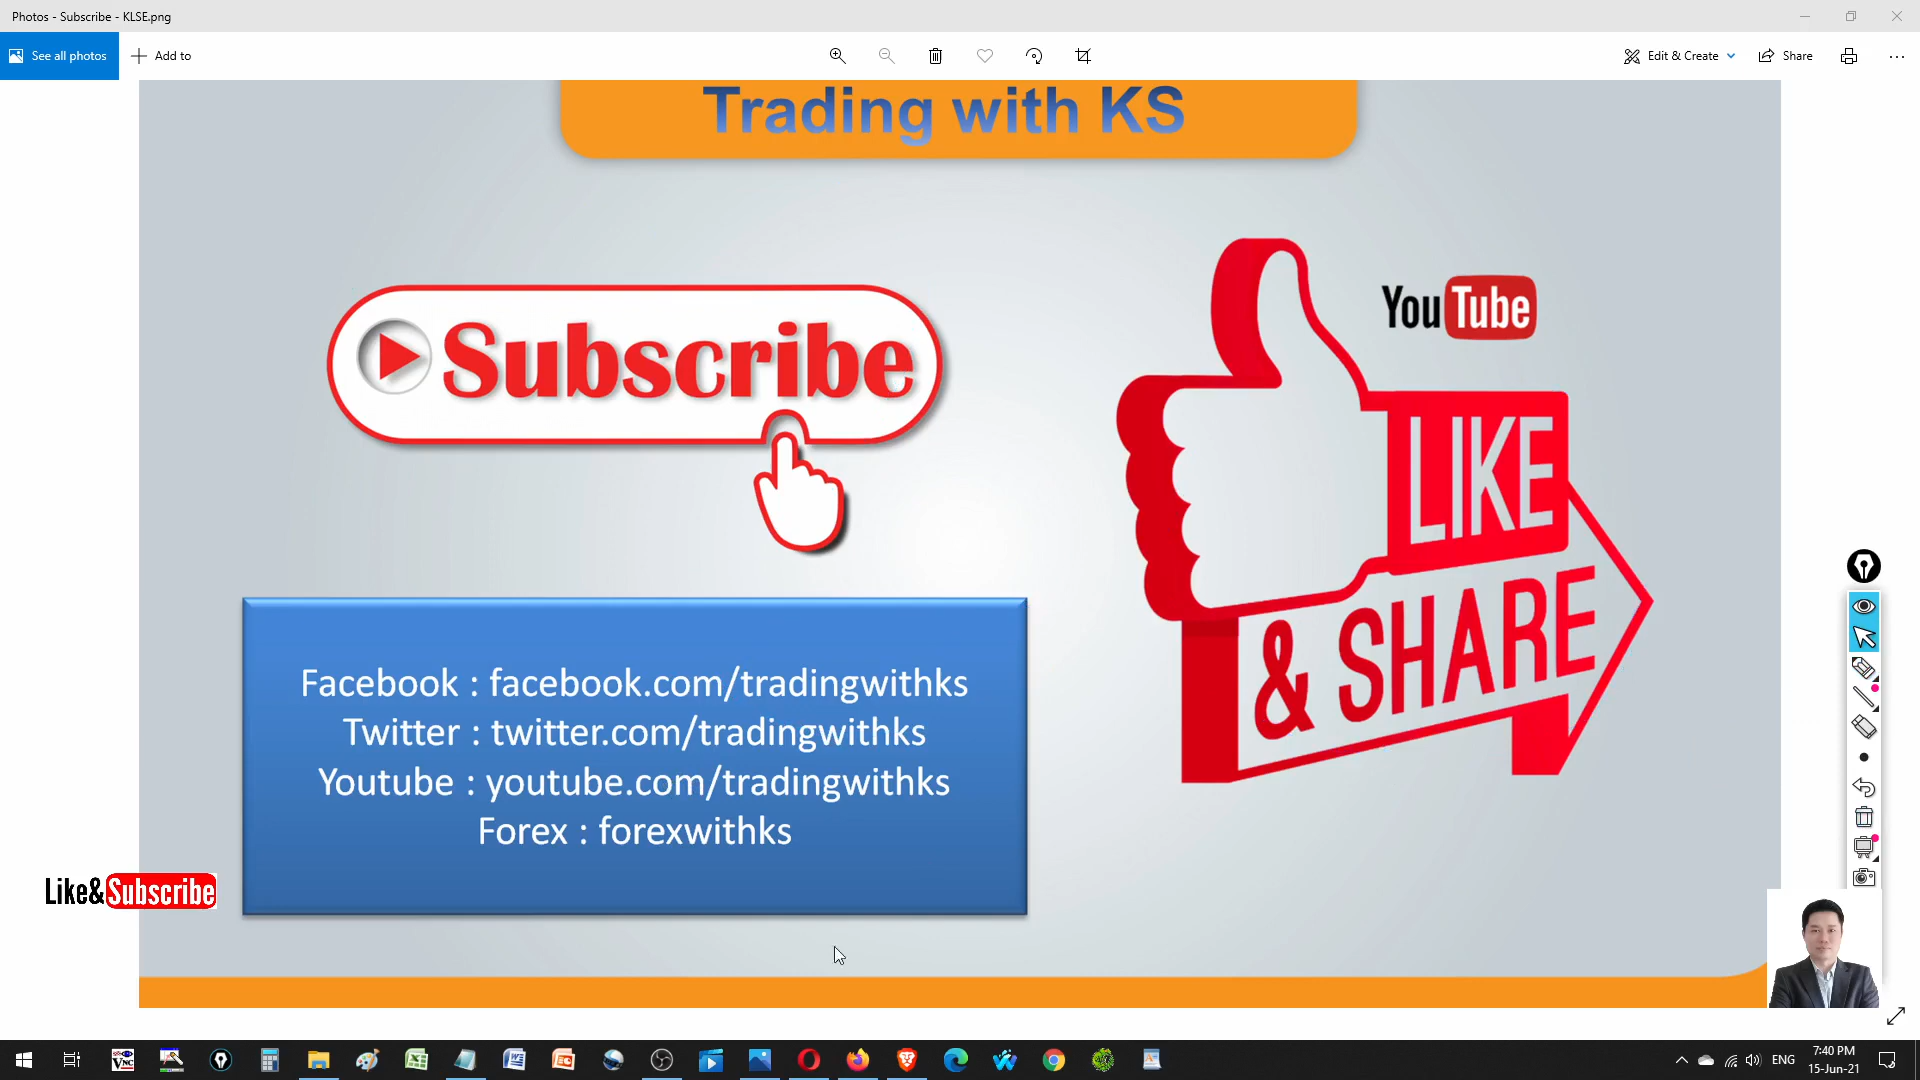 Photos - Subscribe - KLSE.png
See all photos
Add to
Edit & Create
Share
Trading with KS
Subscribe
YouTube
LIKE
& SHARE
Facebook : facebook.com/tradingwithks
Twitter : twitter.com/tradingwithks
Youtube : youtube.com/tradingwithks
Forex : forexwithks
Like&Subscribe
ENG
7:40 PM
15-Jun-21